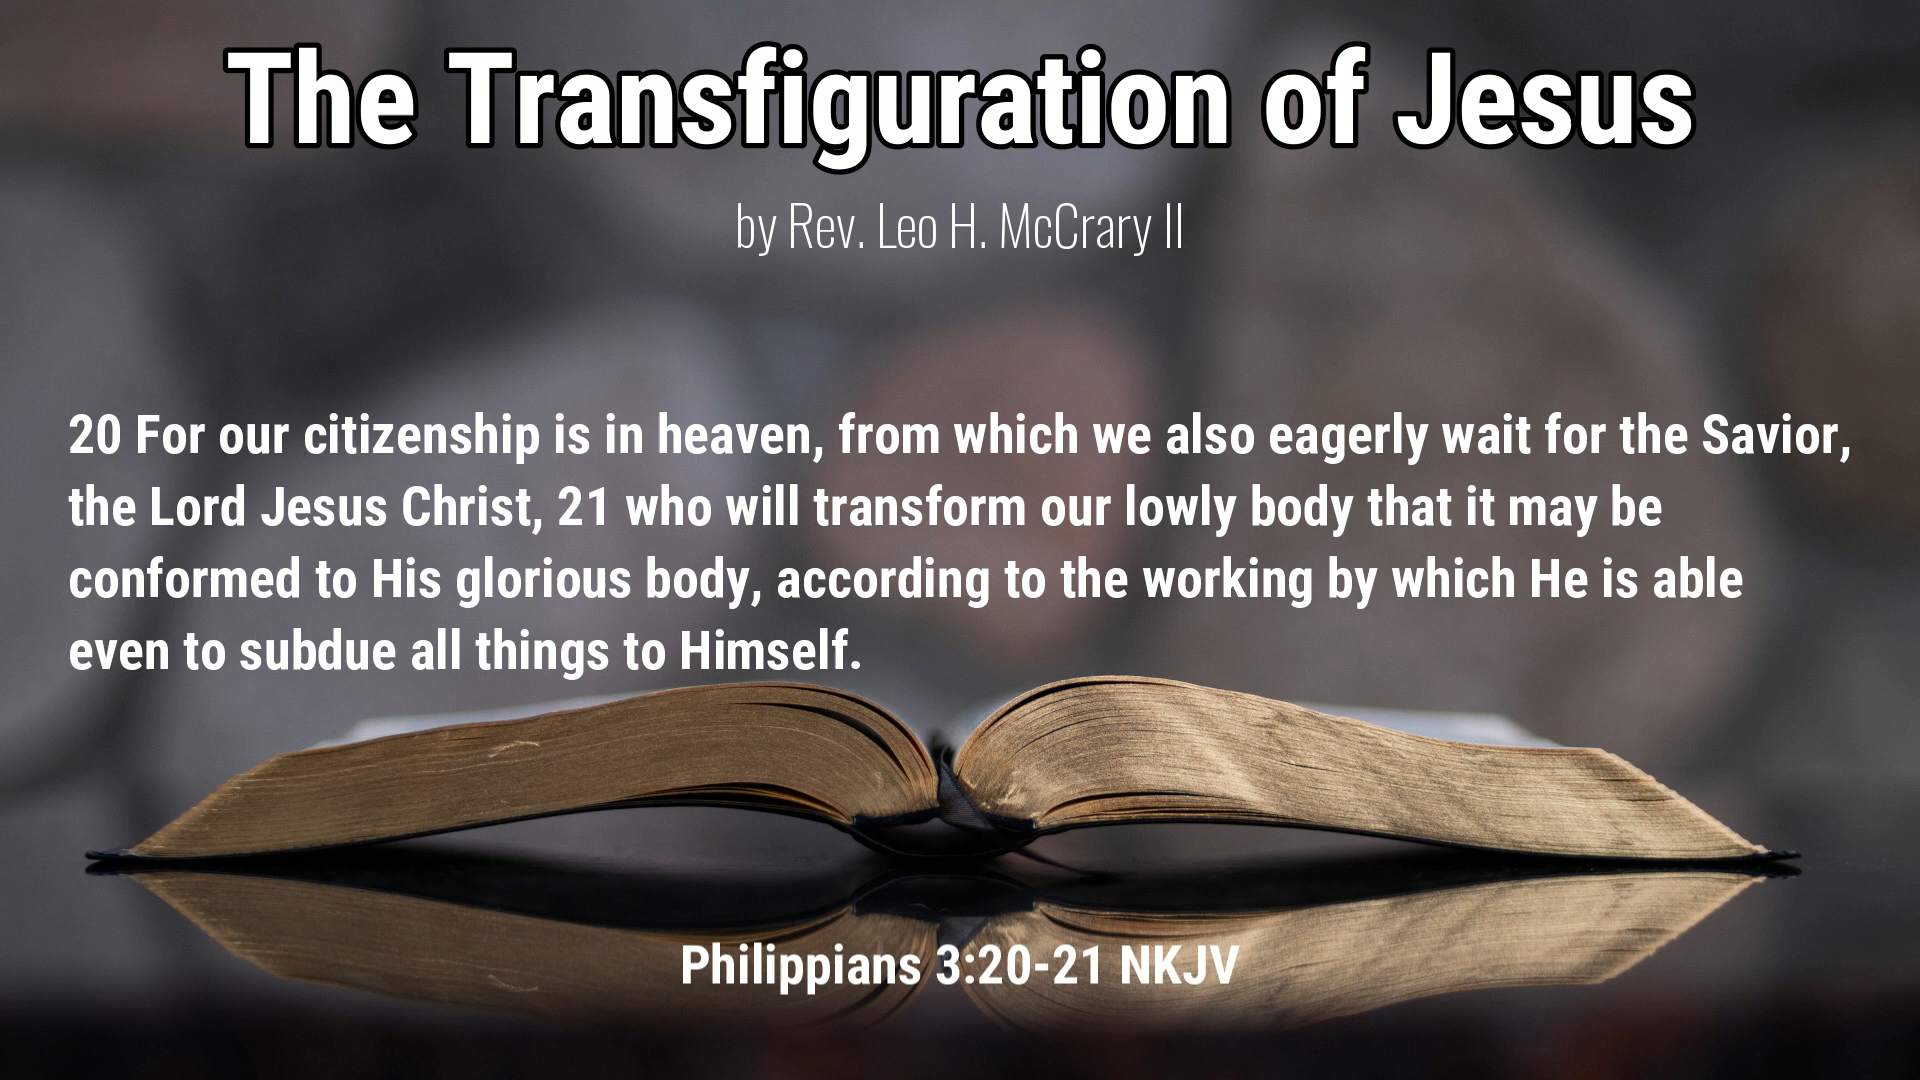 The Transfiguration of Jesus
by Rev. Leo H. McCrary II
20 For our citizenship is in heaven, from which we also eagerly wait for the Savior,
the Lord Jesus Christ, 21 who will transform our lowly body that it may be
conformed to His glorious body, according to the working by which He is able
even to subdue all things to Himself.
Philippians 3:20-21 NKJV